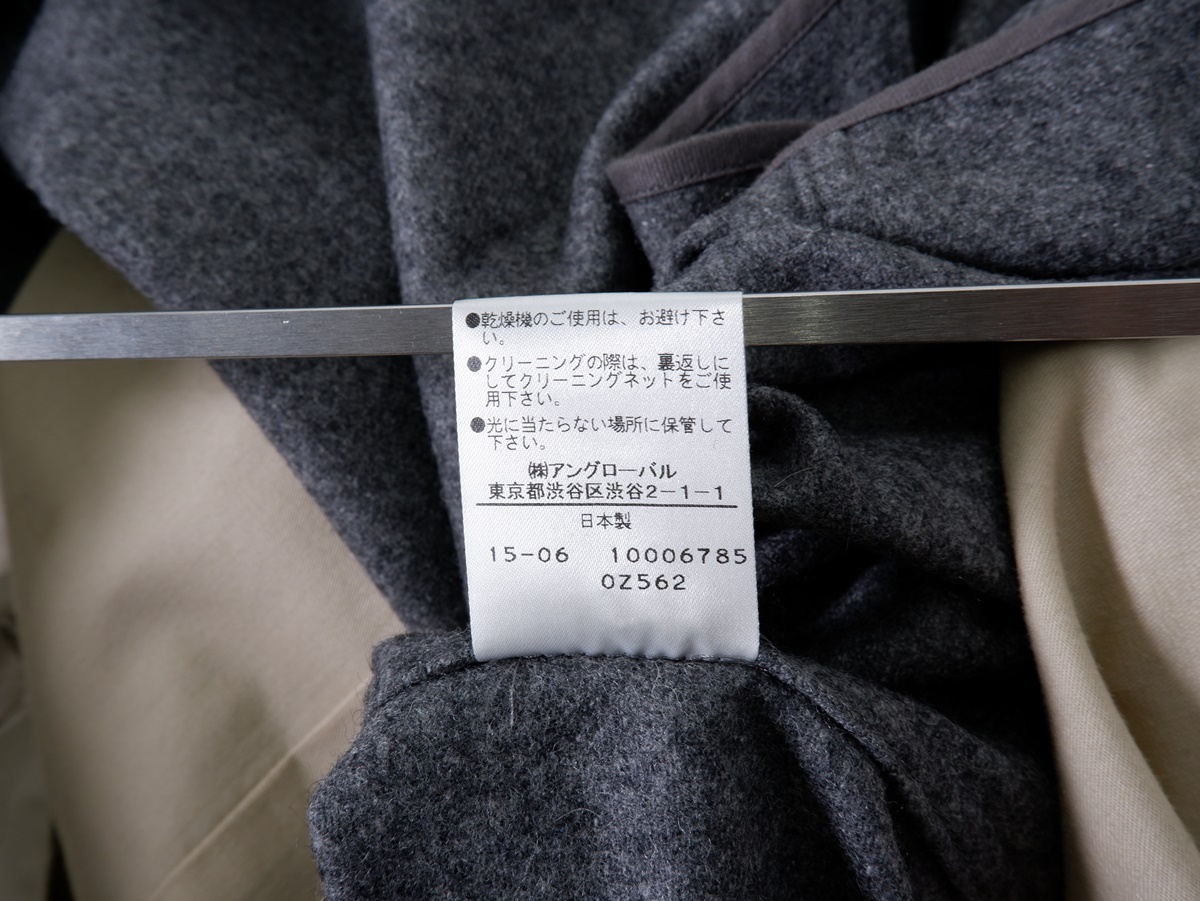 ●乾燥機のご使用は、お避け下さ
い。
●クリーニングの際は、裏返しに
してクリーニングネットをご使
用下さい。
●光に当たらない場所に保管して
下さい。
㈱アングローバル
東京都渋谷区渋谷2-1-1
日本製
15-06 10006785
0Z562